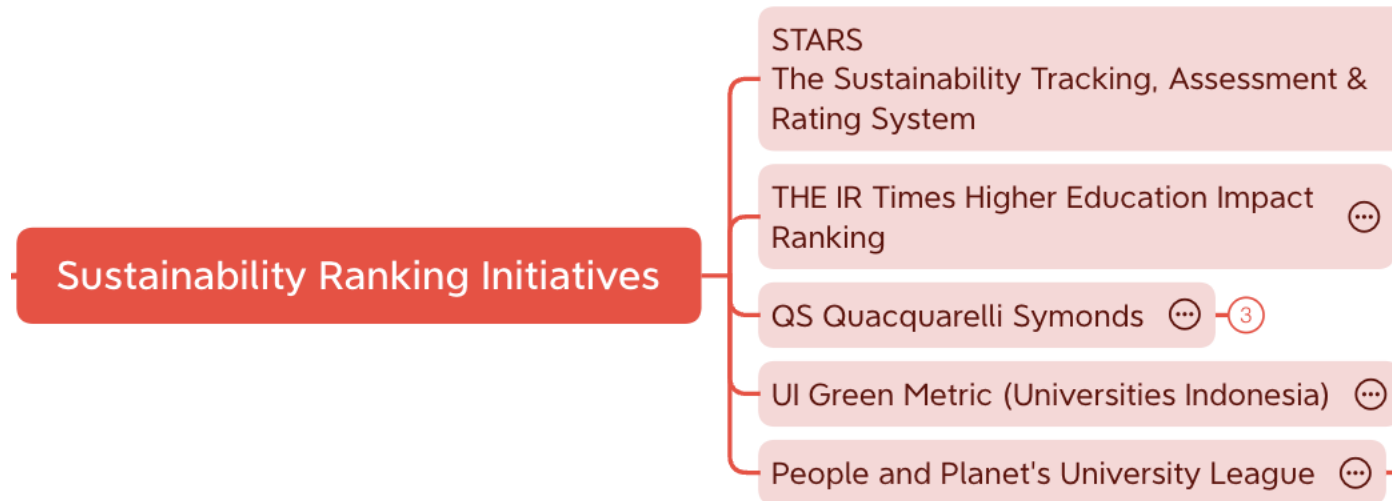 Sustainability Ranking Initiatives
STARS
The Sustainability Tracking, Assessment &
Rating System
THE IR Times Higher Education Impact
Ranking
QS Quacquarelli Symonds
3
UI Green Metric (Universities Indonesia)
People and Planet's University League